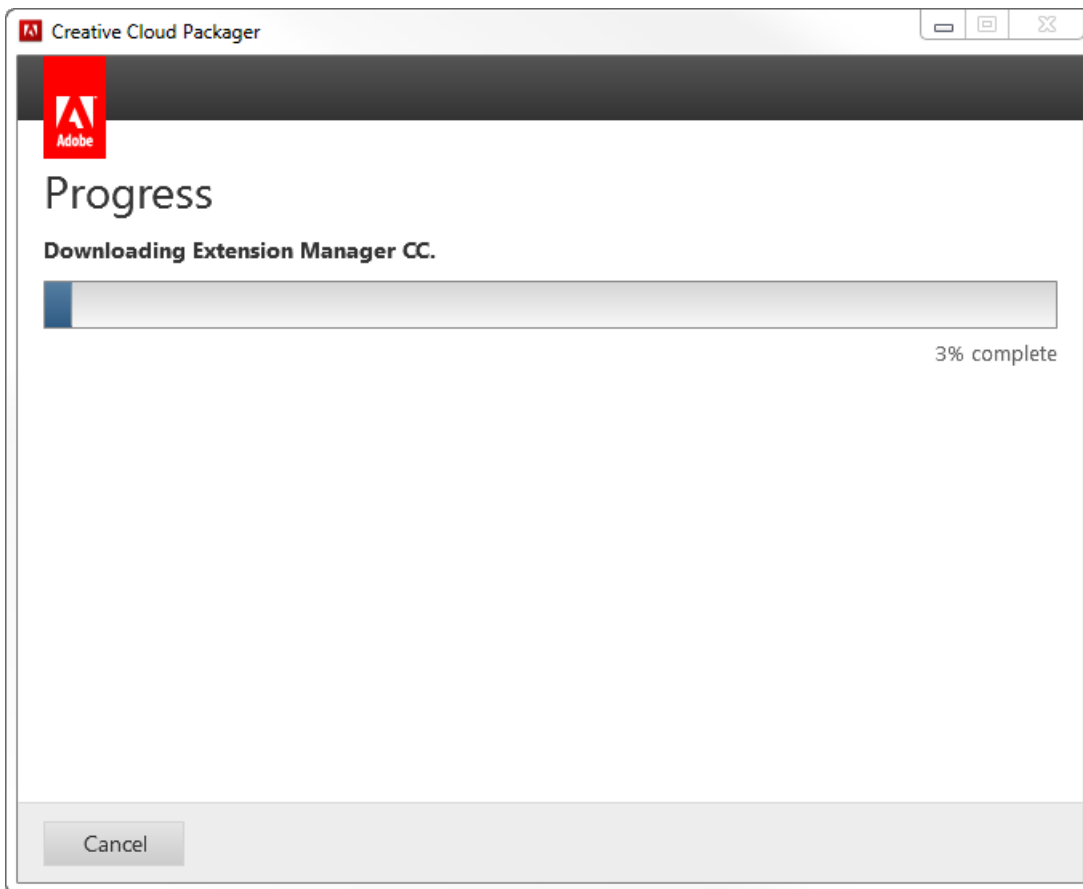 Creative Cloud Packager
Adobe
Progress
Downloading Extension Manager CC.
3% complete
Cancel